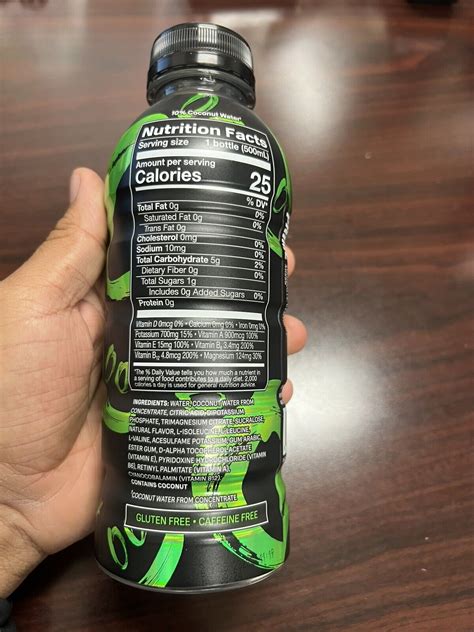 10% Coconut Water*
Nutrition Facts
Serving size 1 bottle (500mL)
Amount per serving
Calories 25
% DV*
Total Fat 0g 0%
Saturated Fat 0g 0%
Trans Fat 0g
Cholesterol 0mg 0%
Sodium 10mg 0%
Total Carbohydrate 5g 2%
Dietary Fiber 0g 0%
Total Sugars 1g
Includes 0g Added Sugars 0%
Protein 0g
Vitamin D 0mcg 0% • Calcium 0mg 0% • Iron 0mg 0%
Potassium 700mg 15% • Vitamin A 900mcg 100%
Vitamin E 15mg 100% • Vitamin B6 3.4mg 200%
Vitamin B12 4.8mcg 200% • Magnesium 124mg 30%
*The % Daily Value tells you how much a nutrient in
a serving of food contributes to a daily diet. 2,000
calories a day is used for general nutrition advice
INGREDIENTS: WATER, COCONUT WATER FROM
CONCENTRATE, CITRIC ACID, DIPOTASSIUM
PHOSPHATE, TRIMAGNESIUM CITRATE, SUCRALOSE,
NATURAL FLAVOR, L-ISOLEUCINE, L-LEUCINE,
L-VALINE, ACESULFAME POTASSIUM, GUM ARABIC,
ESTER GUM, D-ALPHA TOCOPHEROL ACETATE
(VITAMIN E), PYRIDOXINE HYDROCHLORIDE (VITAMIN
B6), RETINYL PALMITATE (VITAMIN A),
CYANOCOBALAMIN (VITAMIN B12).
CONTAINS COCONUT
*COCONUT WATER FROM CONCENTRATE
GLUTEN FREE • CAFFEINE FREE